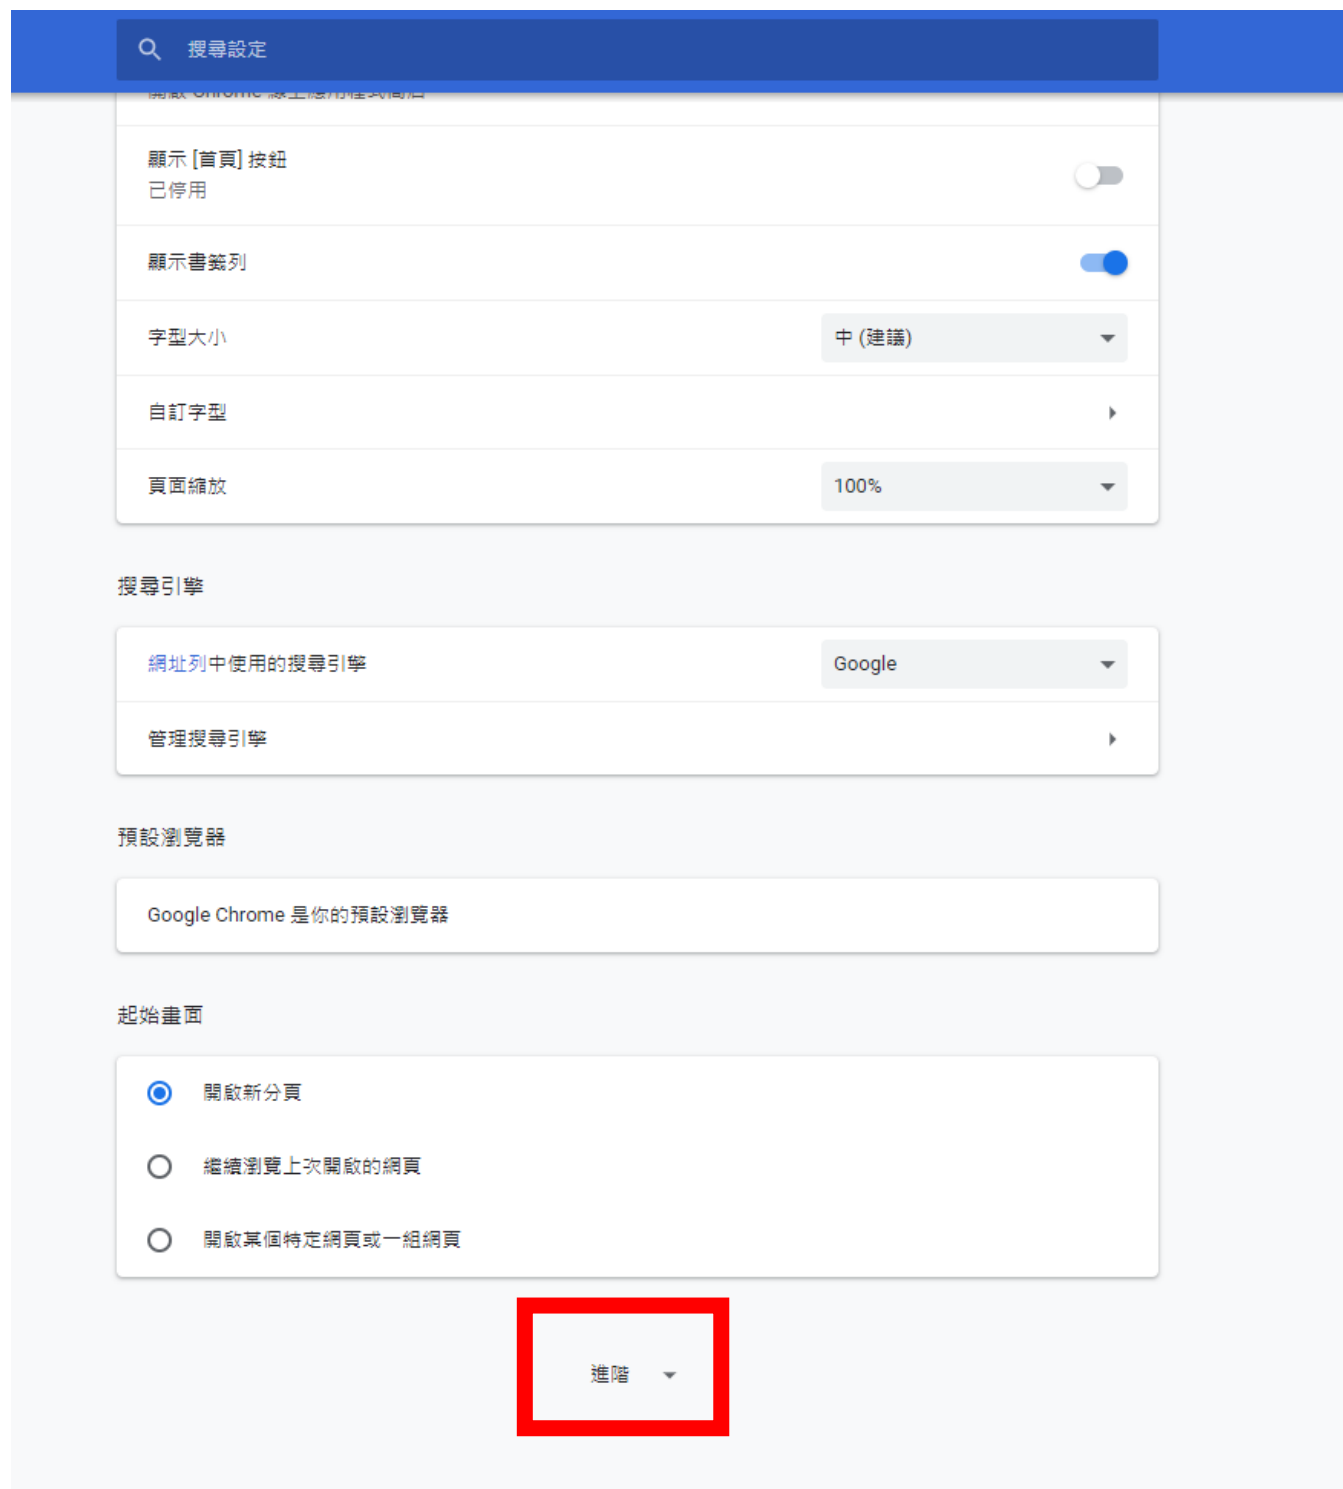 搜尋設定
顯示 [首頁] 按鈕
已停用
顯示書籤列
字型大小
中 (建議)
自訂字型
頁面縮放
100%
搜尋引擎
網址列中使用的搜尋引擎
Google
管理搜尋引擎
預設瀏覽器
Google Chrome 是你的預設瀏覽器
起始畫面
開啟新分頁
繼續瀏覽上次開啟的網頁
開啟某個特定網頁或一組網頁
進階